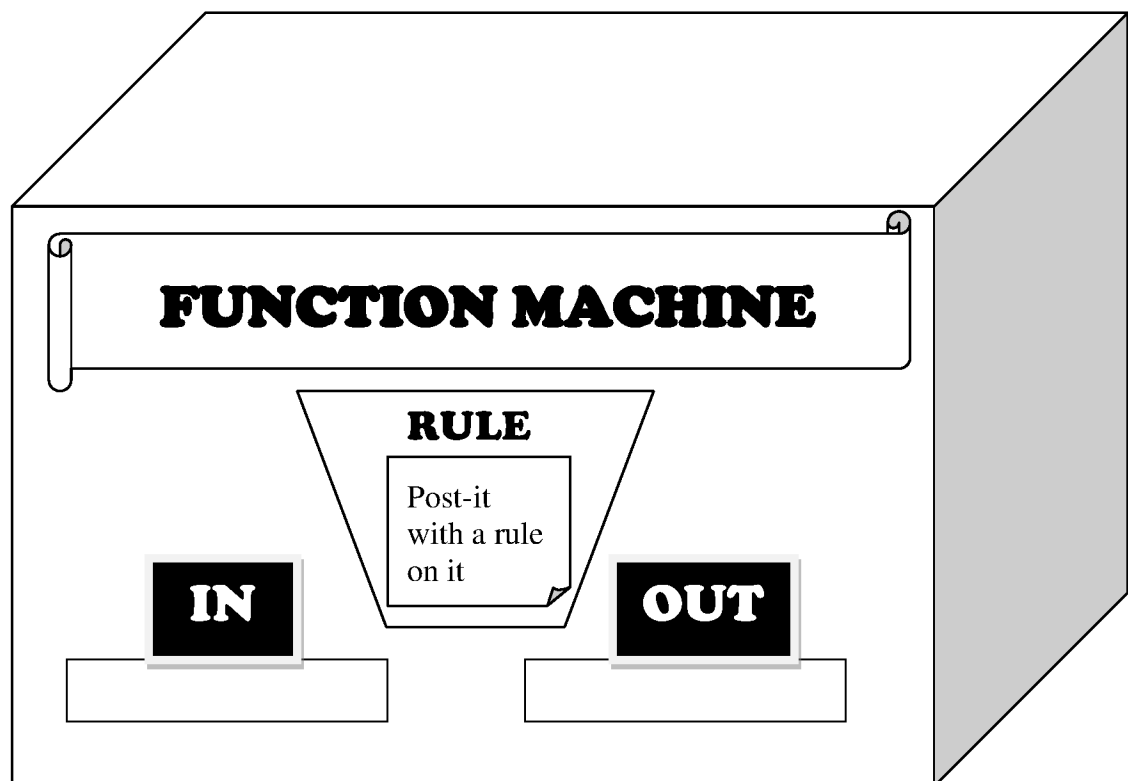 FUNCTION MACHINE
RULE
Post-it
with a rule
on it
IN
OUT